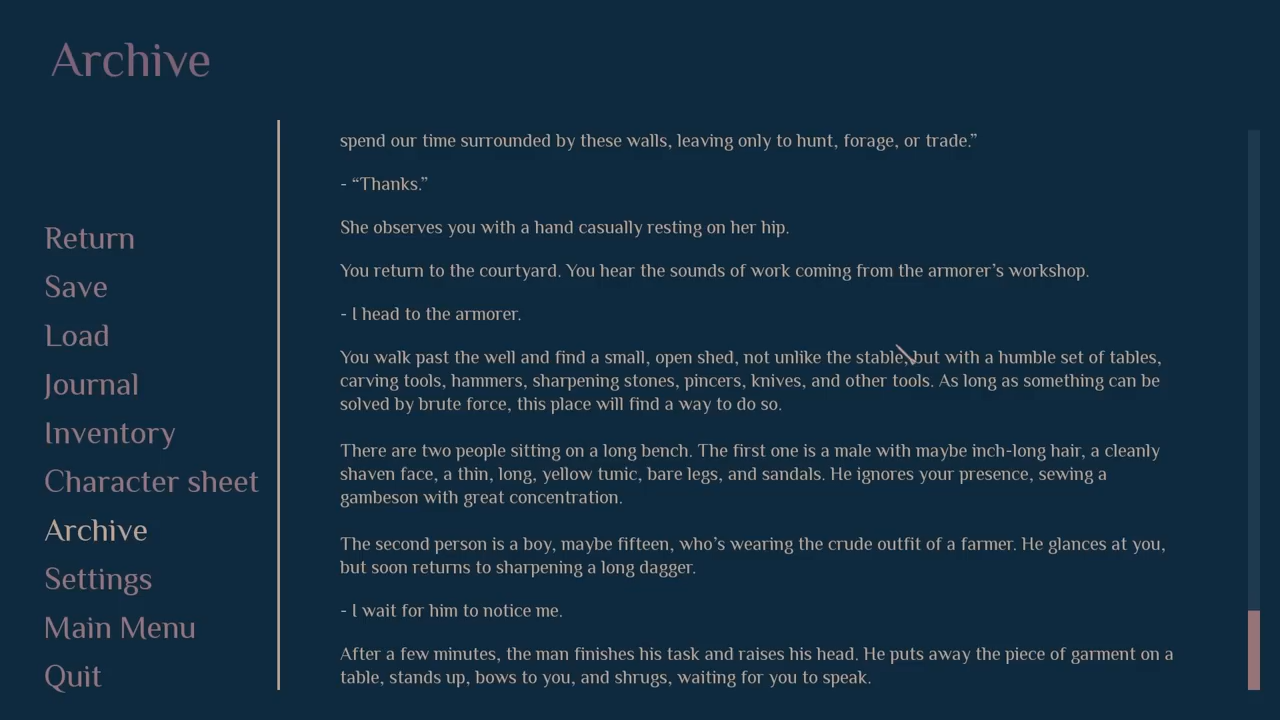 Archive
Return
Save
Load
Journal
Inventory
Character sheet
Archive
Settings
Main Menu
Quit
spend our time surrounded by these walls, leaving only to hunt, forage, or trade.”
- “Thanks.”
She observes you with a hand casually resting on her hip.
You return to the courtyard. You hear the sounds of work coming from the armorer’s workshop.
- I head to the armorer.
You walk past the well and find a small, open shed, not unlike the stable, but with a humble set of tables,
carving tools, hammers, sharpening stones, pincers, knives, and other tools. As long as something can be
solved by brute force, this place will find a way to do so.
There are two people sitting on a long bench. The first one is a male with maybe inch-long hair, a cleanly
shaven face, a thin, long, yellow tunic, bare legs, and sandals. He ignores your presence, sewing a
gambeson with great concentration.
The second person is a boy, maybe fifteen, who’s wearing the crude outfit of a farmer. He glances at you,
but soon returns to sharpening a long dagger.
- I wait for him to notice me.
After a few minutes, the man finishes his task and raises his head. He puts away the piece of garment on a
table, stands up, bows to you, and shrugs, waiting for you to speak.